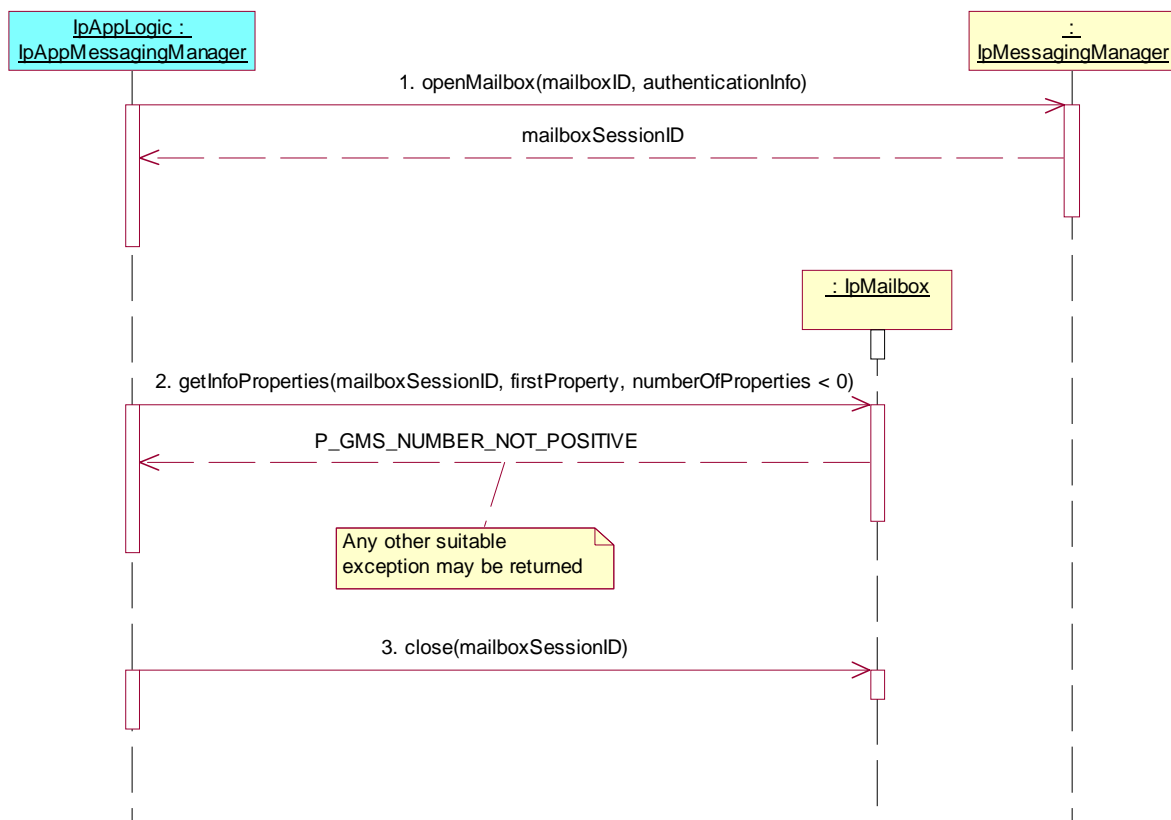 IpAppLogic :
IpAppMessagingManager
:
IpMessagingManager
1. openMailbox(mailboxID, authenticationInfo)
mailboxSessionID
: IpMailbox
2. getInfoProperties(mailboxSessionID, firstProperty, numberOfProperties < 0)
P_GMS_NUMBER_NOT_POSITIVE
Any other suitable
exception may be returned
3. close(mailboxSessionID)